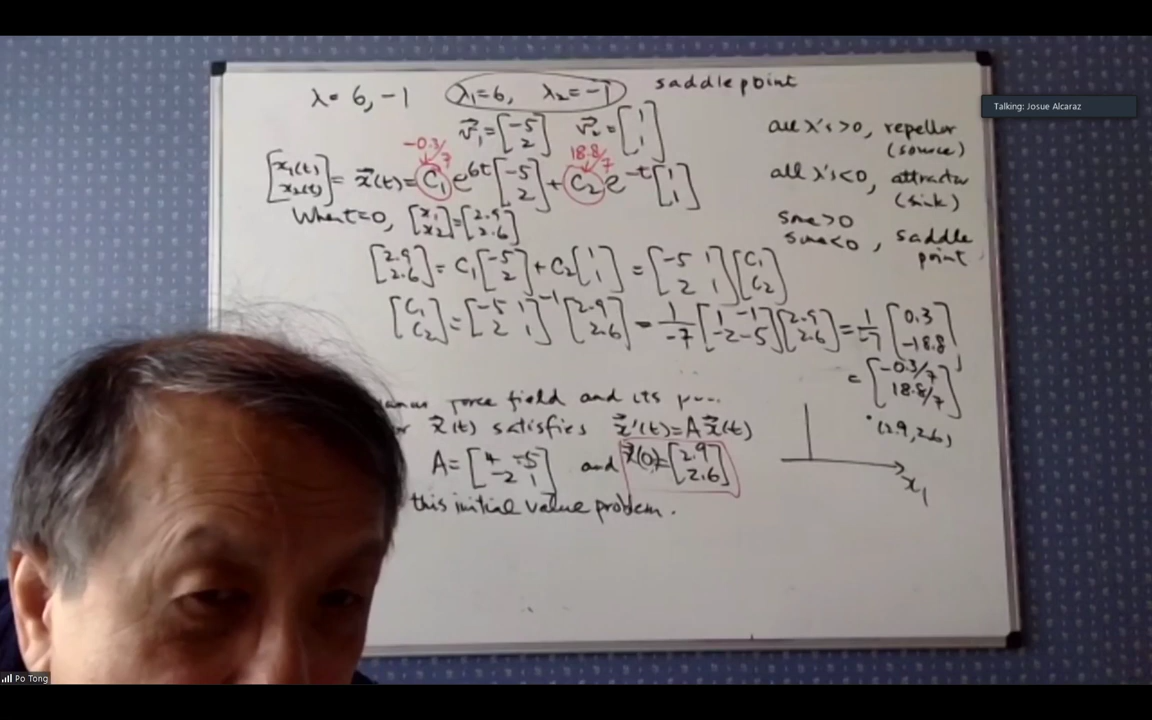 λ = 6, -1   λ₁=6, λ₂=-1   saddle point
v⃗₁ = [-5; 2]   v⃗₂ = [1; 1]
-0.3/7   18.8/7
[x₁(t); x₂(t)] = x⃗(t) = C₁ e^{6t} [-5; 2] + C₂ e^{-t} [1; 1]
When t=0, [x₁; x₂] = [2.9; 2.6]
[2.9; 2.6] = C₁ [-5; 2] + C₂ [1; 1] = [-5 1; 2 1] [C₁; C₂]
[C₁; C₂] = [-5 1; 2 1]⁻¹ [2.9; 2.6] = 1/-7 [1 -1; -2 -5] [2.9; 2.6] = 1/-7 [0.3; -18.8]
= [-0.3/7; 18.8/7]
all λ's >0, repellor
(source)
all λ's <0, attractor
(sink)
some >0
some <0, saddle
point
force field and its
x⃗(t) satisfies x⃗'(t) = A x⃗(t)
A = [4 -5; -2 1] and x⃗(0) = [2.9; 2.6]
this initial value problem.
(2.9, 2.6)
x₁
Talking: Josue Alcaraz
Po Tong